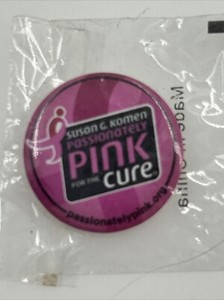 susan G. Komen
PASSIONATELY
PINK
FOR THE
cure
passionatelypink.org
Made in China